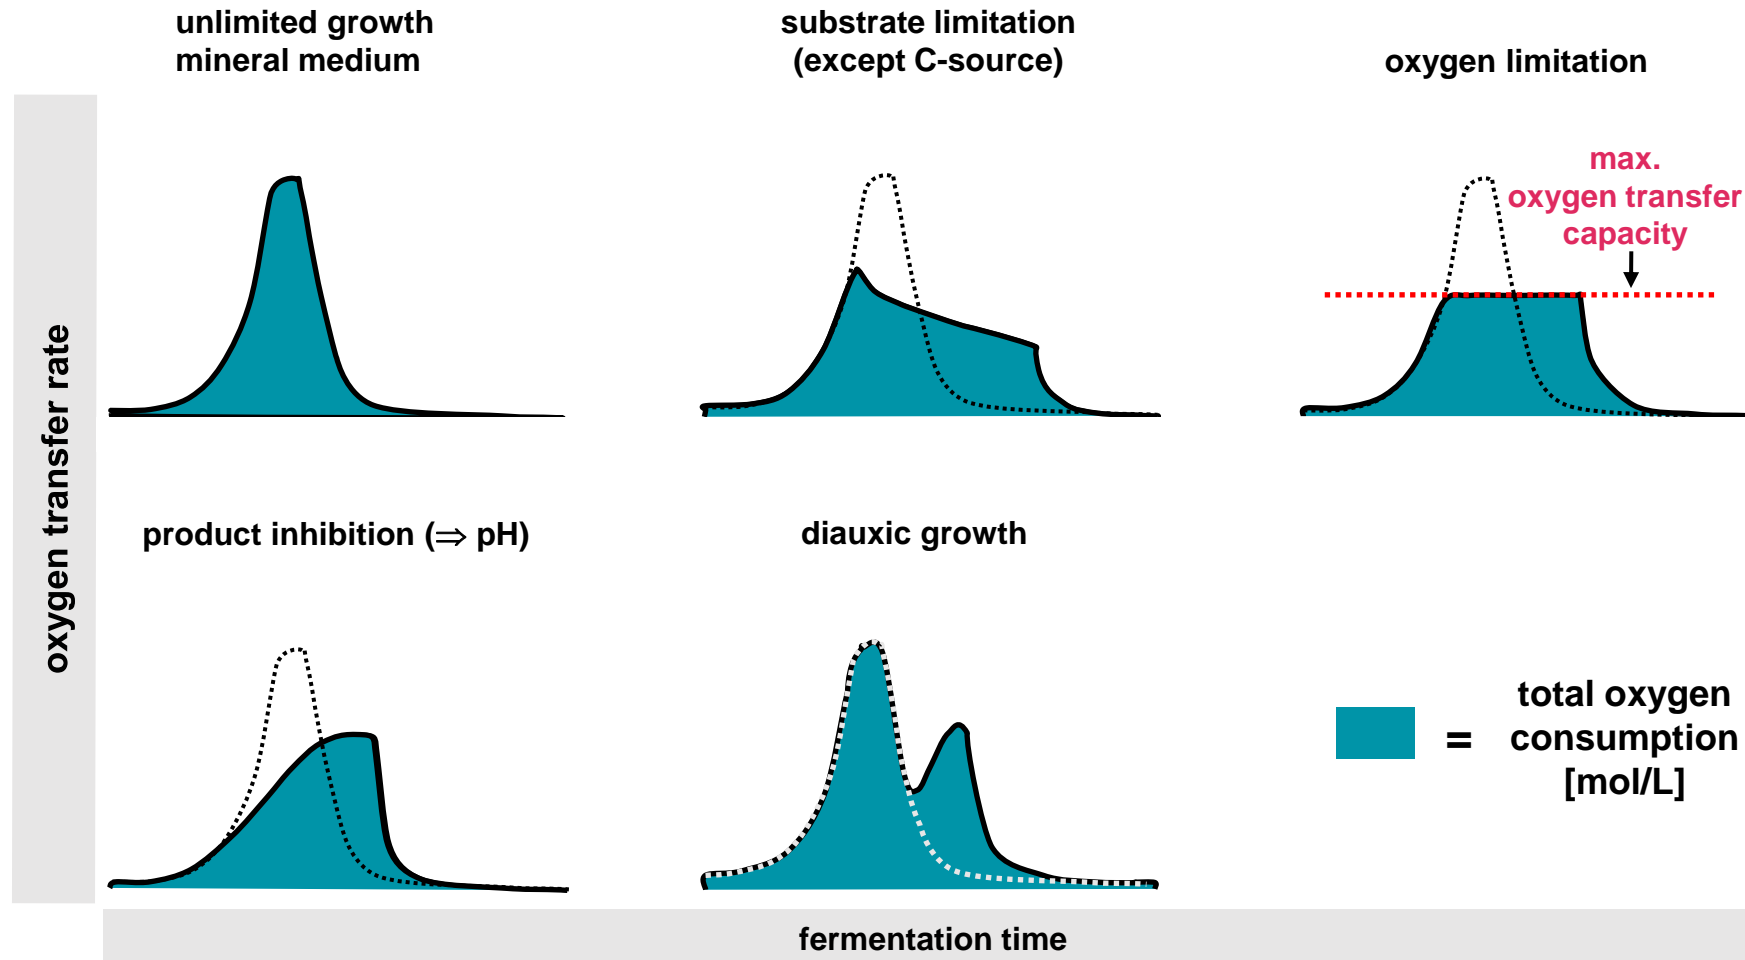 unlimited growth
mineral medium
substrate limitation
(except C-source)
oxygen limitation
max.
oxygen transfer
capacity
oxygen transfer rate
product inhibition (⇒ pH)
diauxic growth
=
total oxygen
consumption
[mol/L]
fermentation time